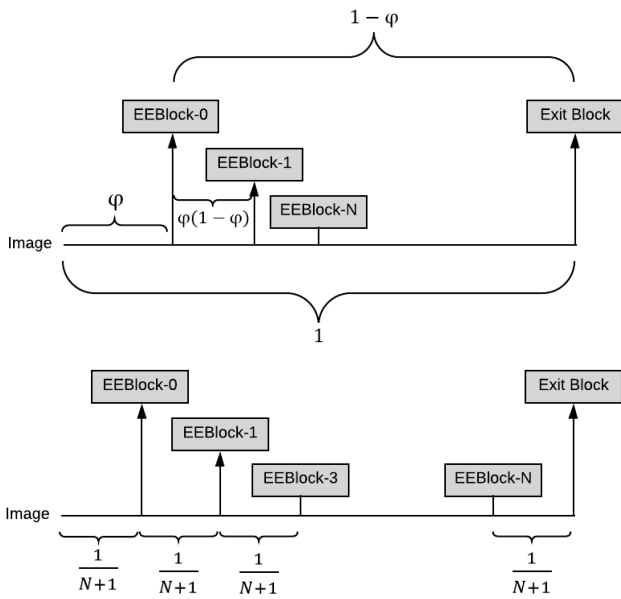 1 − φ
EEBlock-0
Exit Block
EEBlock-1
φ
φ(1 − φ)
EEBlock-N
Image
1
EEBlock-0
Exit Block
EEBlock-1
EEBlock-3
EEBlock-N
Image
1
N+1
1
N+1
1
N+1
1
N+1